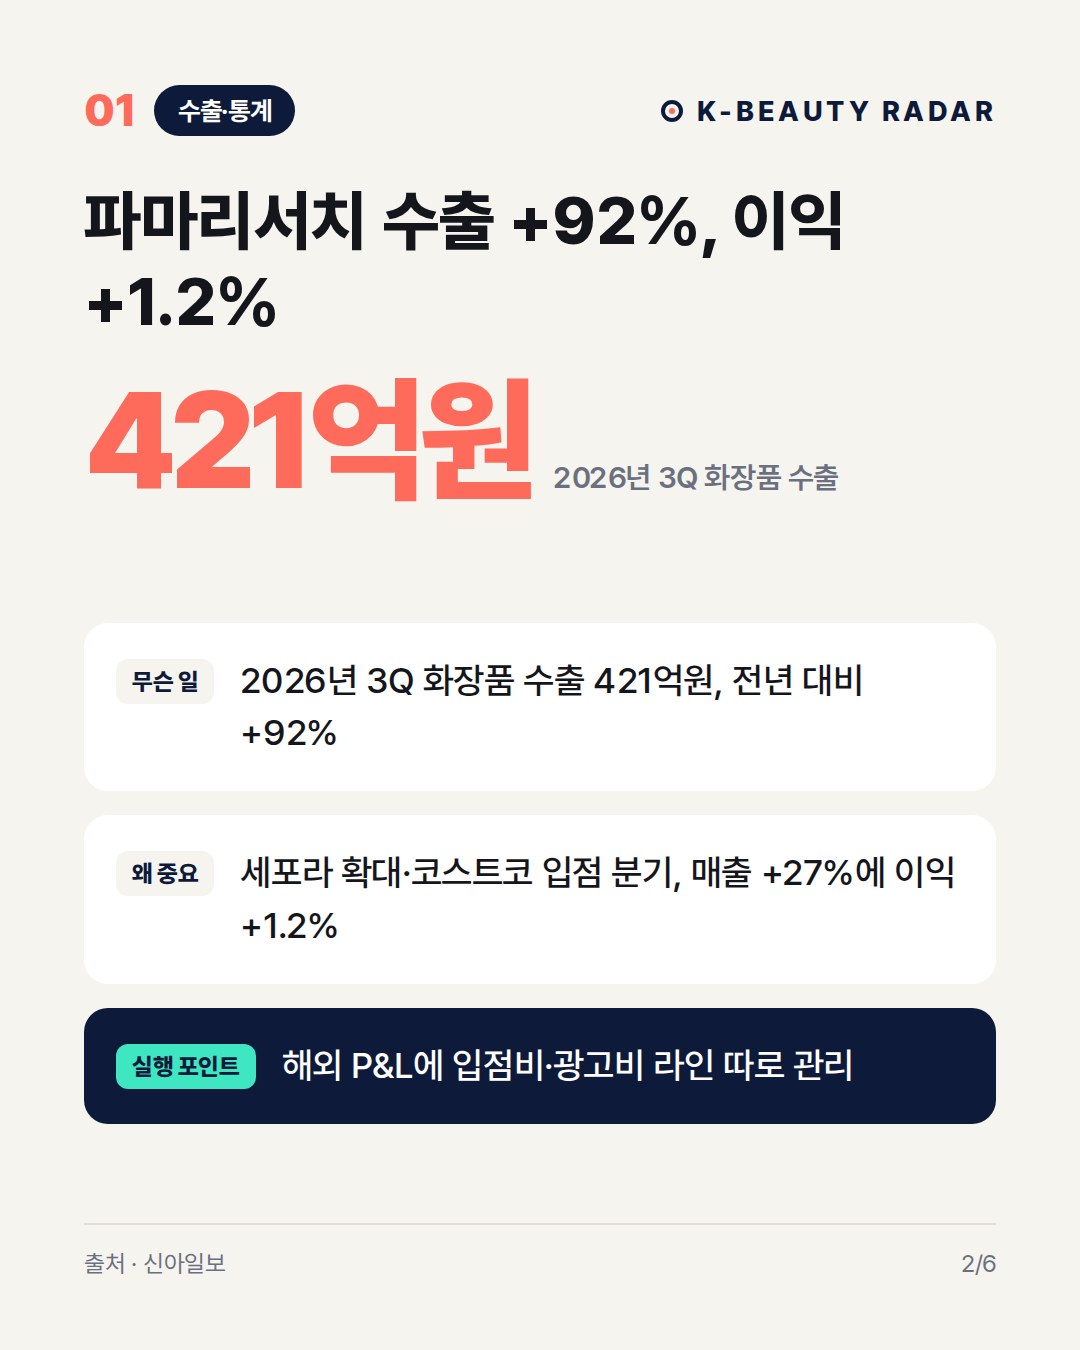 01 수출·통계
K-BEAUTY RADAR
파마리서치 수출 +92%, 이익
+1.2%
421억원 2026년 3Q 화장품 수출
무슨 일 2026년 3Q 화장품 수출 421억원, 전년 대비
+92%
왜 중요 세포라 확대·코스트코 입점 분기, 매출 +27%에 이익
+1.2%
실행 포인트 해외 P&L에 입점비·광고비 라인 따로 관리
출처 · 신아일보
2/6